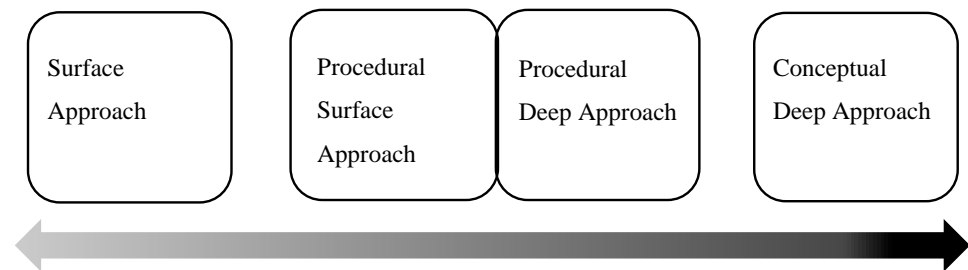 Surface
Approach
Procedural
Surface
Approach
Procedural
Deep Approach
Conceptual
Deep Approach